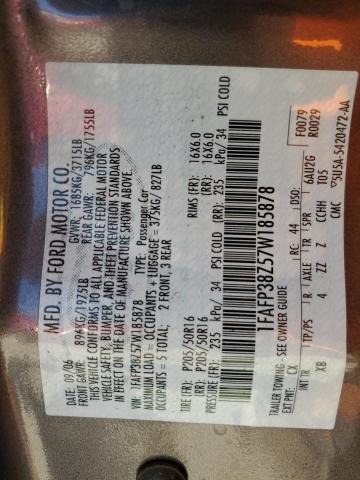 MFD. BY FORD MOTOR CO.
DATE: 09/06 GVWR: 1685KG/3715LB
FRONT GAWR: 894KG/1975LB REAR GAWR: 796KG/1755LB
THIS VEHICLE CONFORMS TO ALL APPLICABLE FEDERAL MOTOR
VEHICLE SAFETY, BUMPER, AND THEFT PREVENTION STANDARDS
IN EFFECT ON THE DATE OF MANUFACTURE SHOWN ABOVE.
VIN: 1FAFP38Z57W185878 TYPE: Passenger Car
MAXIMUM LOAD = OCCUPANTS + LUGGAGE = 375KG/ 827LB
OCCUPANTS = 5 TOTAL; 2 FRONT, 3 REAR
TIRE (FR): P205/50R16 RIMS (FR): 16X6.0
(RR): P205/50R16 (RR): 16X6.0
PRESSURE (FR): 235 kPa/ 34 PSI COLD (RR): 235 kPa/ 34 PSI COLD
1FAFP38Z57W185878
F0079
R0029
TRAILER TOWING - SEE OWNER GUIDE
EXT PNT: CX RC: 44 DSO: 6AU2G
INT TR TP/PS R AXLE TR T05
XB 4 ZZ Z CCHH
CMC
5U5A-5420472-AA